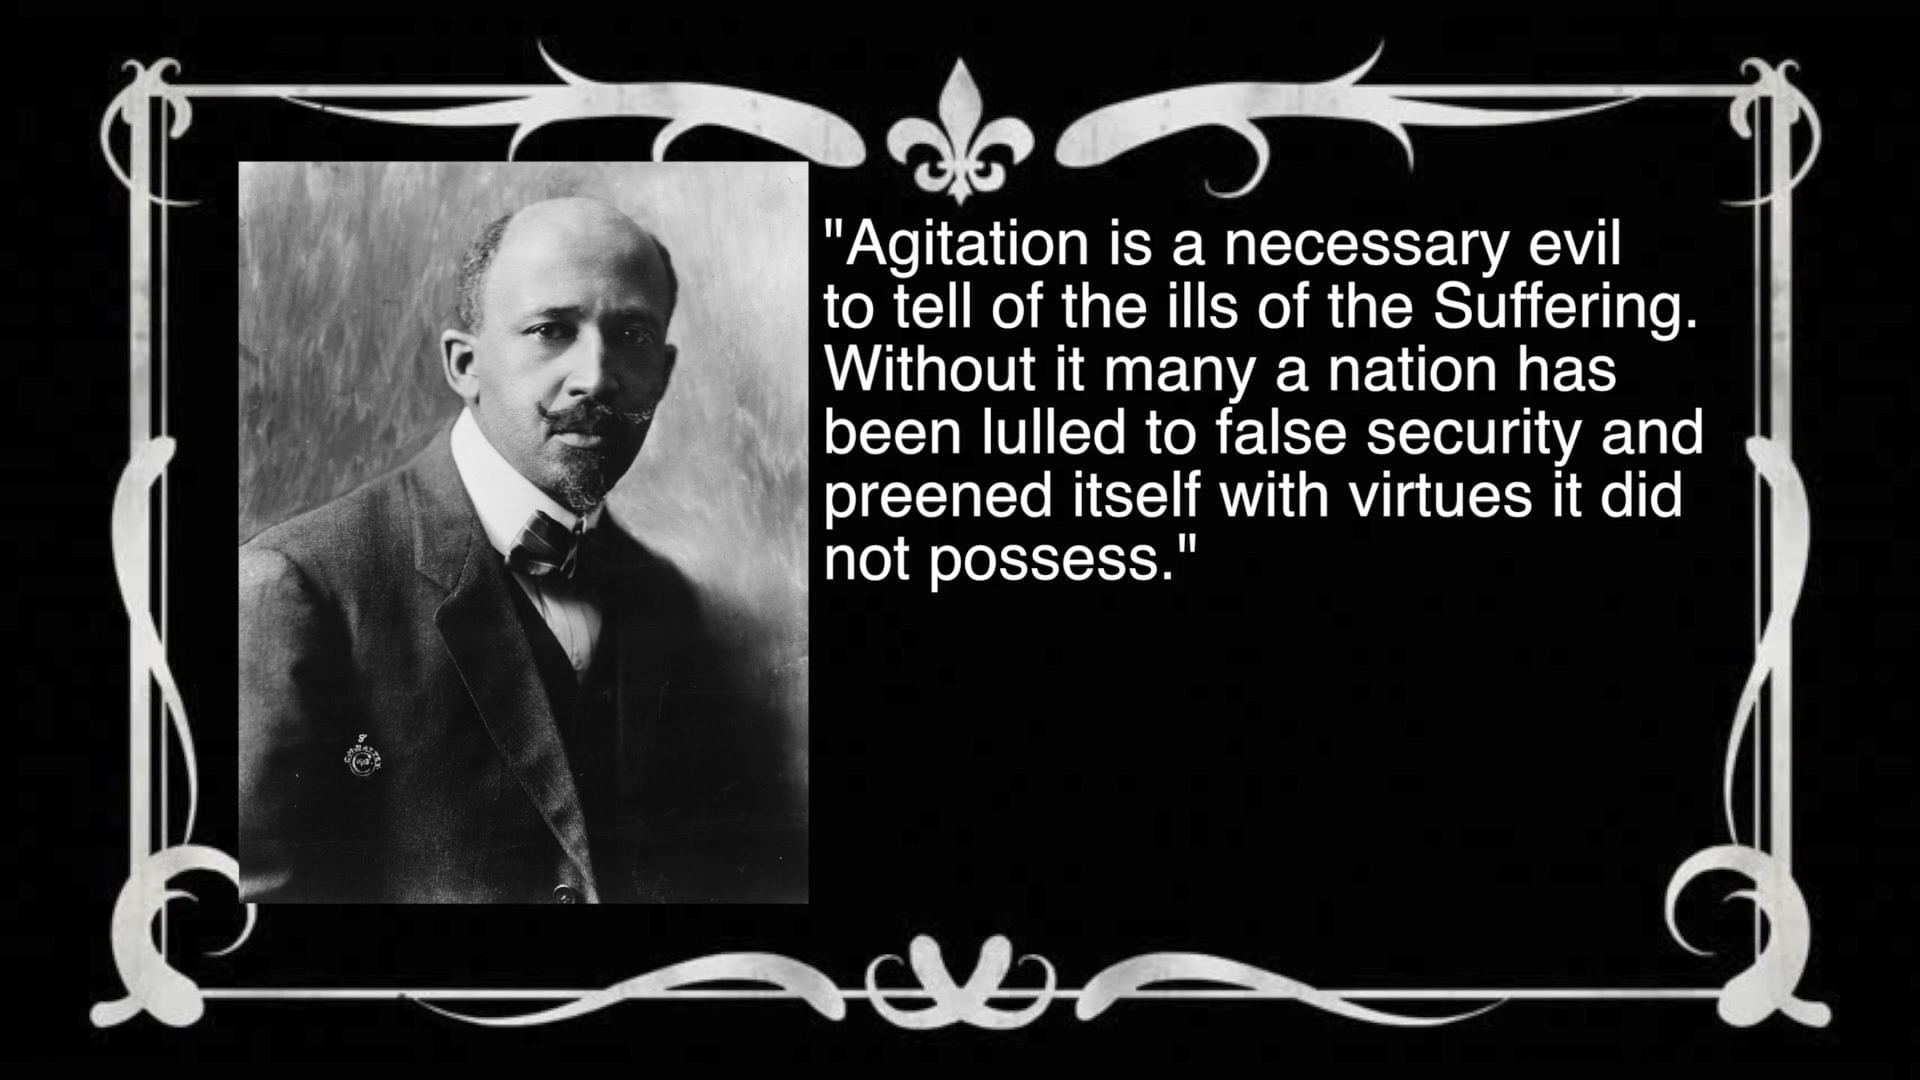 "Agitation is a necessary evil
to tell of the ills of the Suffering.
Without it many a nation has
been lulled to false security and
preened itself with virtues it did
not possess."